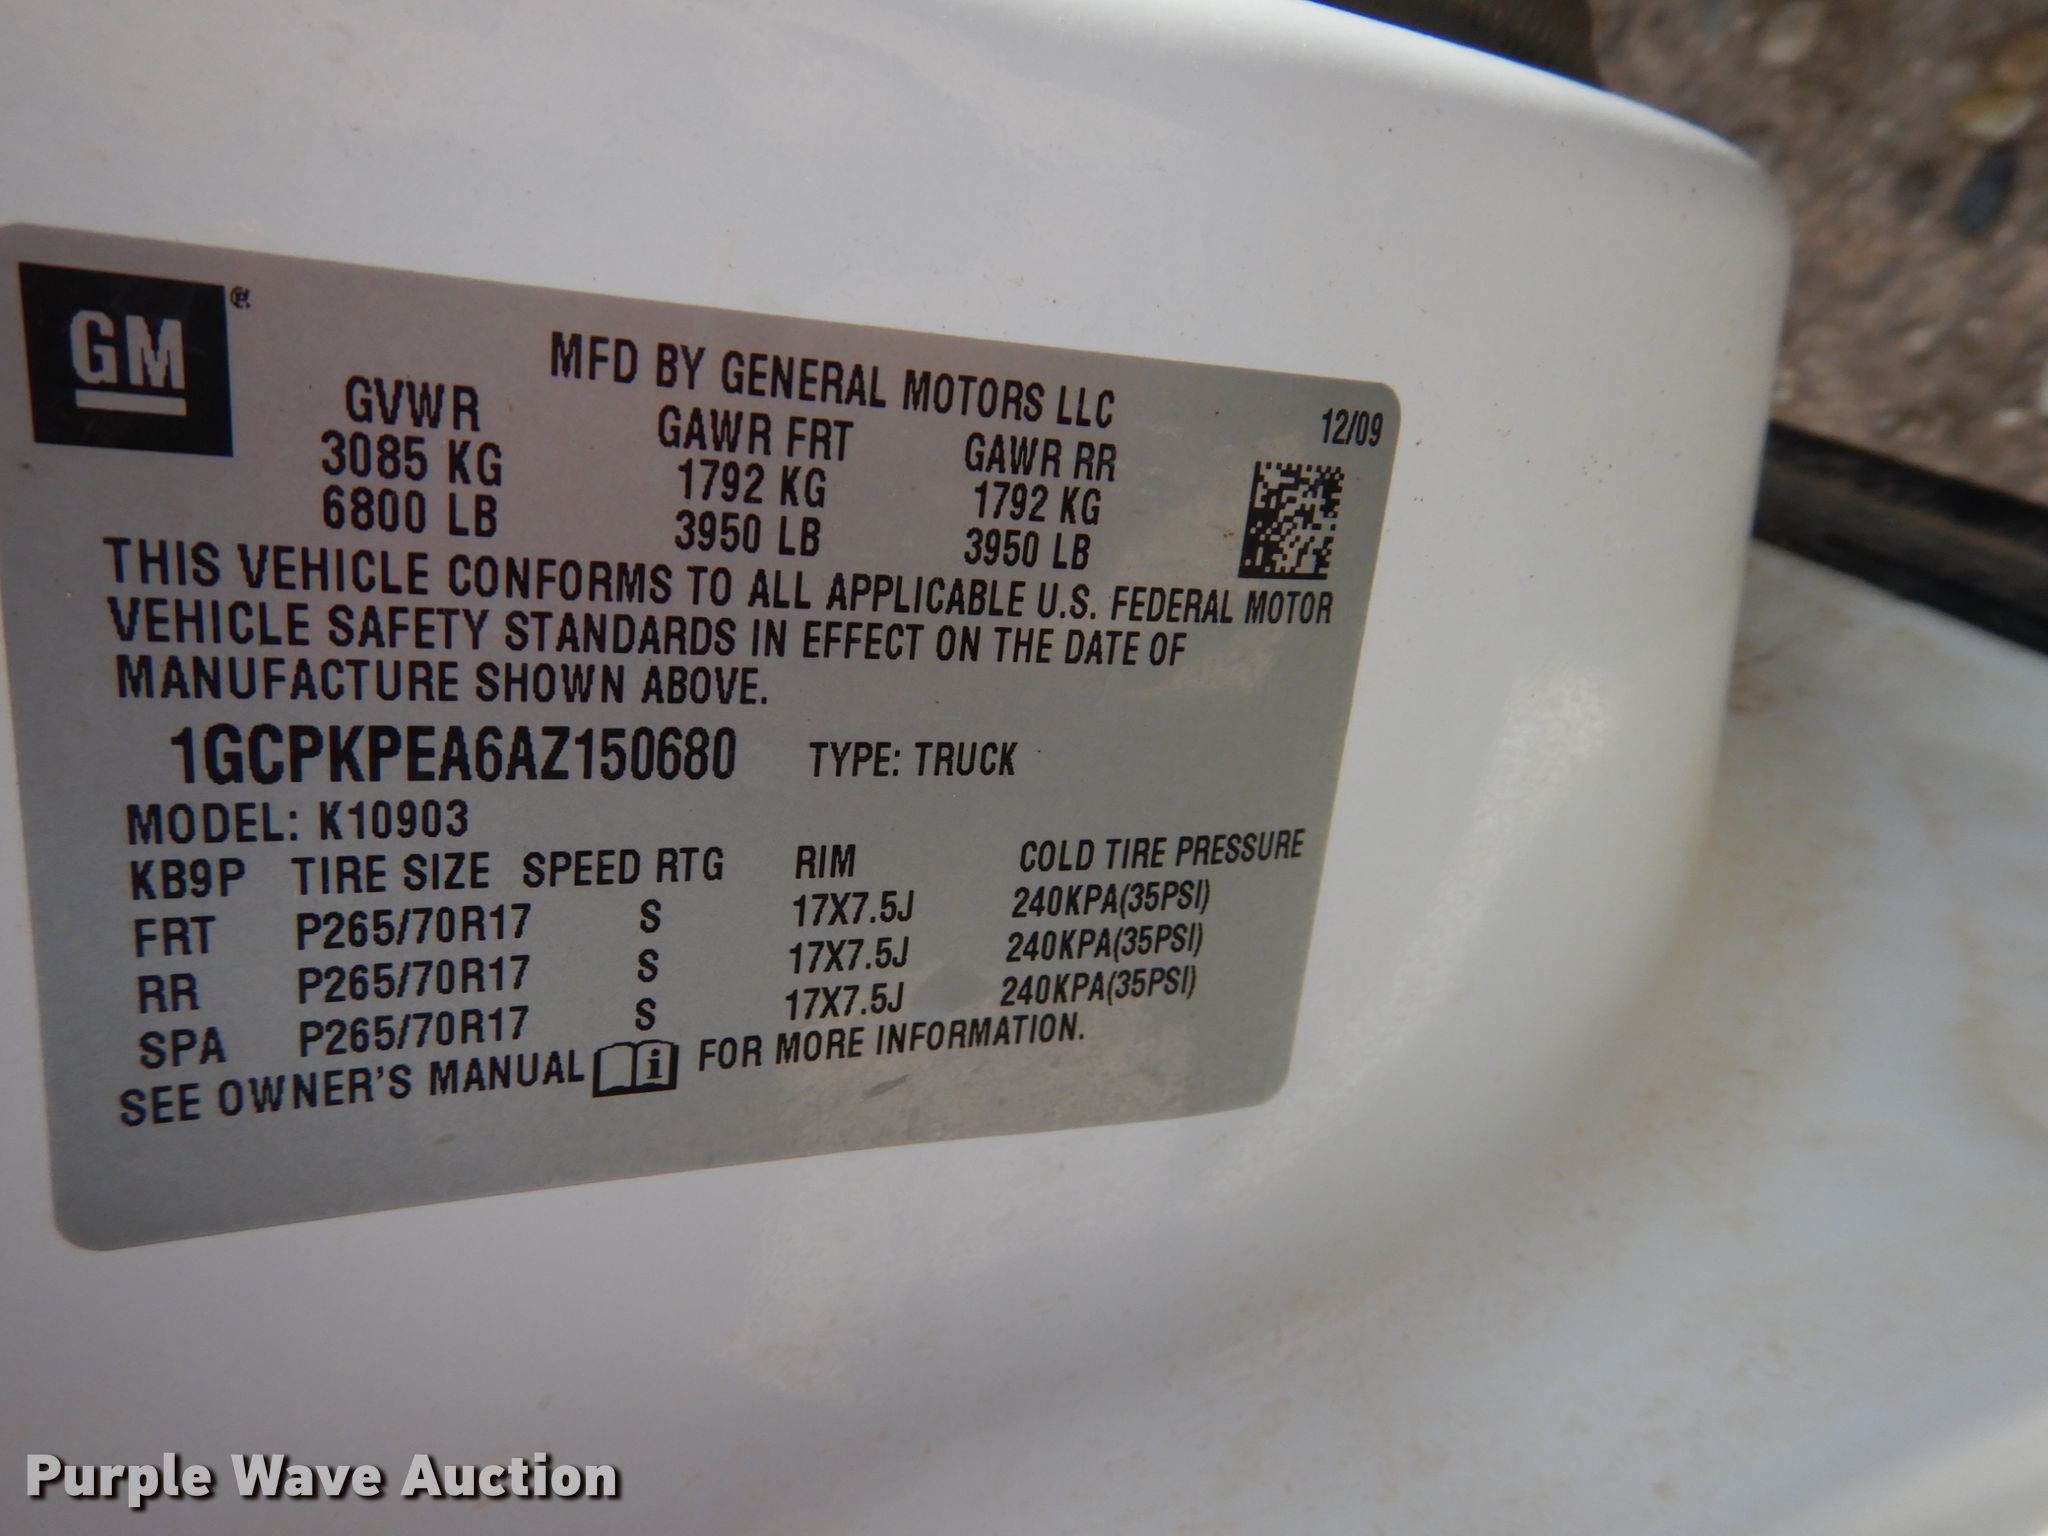 GM®
MFD BY GENERAL MOTORS LLC
12/09
GVWR GAWR FRT GAWR RR
3085 KG 1792 KG 1792 KG
6800 LB 3950 LB 3950 LB
THIS VEHICLE CONFORMS TO ALL APPLICABLE U.S. FEDERAL MOTOR
VEHICLE SAFETY STANDARDS IN EFFECT ON THE DATE OF
MANUFACTURE SHOWN ABOVE.
1GCPKPEA6AZ150680 TYPE: TRUCK
MODEL: K10903
KB9P TIRE SIZE SPEED RTG RIM COLD TIRE PRESSURE
FRT P265/70R17 S 17X7.5J 240KPA(35PSI)
RR P265/70R17 S 17X7.5J 240KPA(35PSI)
SPA P265/70R17 S 17X7.5J 240KPA(35PSI)
SEE OWNER'S MANUAL i FOR MORE INFORMATION.
Purple Wave Auction